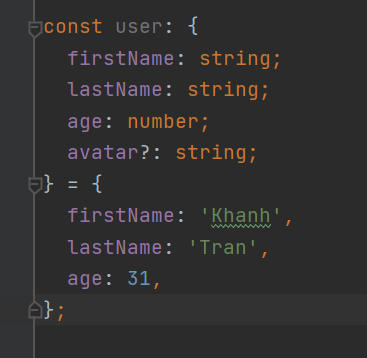 const user: {
  firstName: string;
  lastName: string;
  age: number;
  avatar?: string;
} = {
  firstName: 'Khanh',
  lastName: 'Tran',
  age: 31,
};